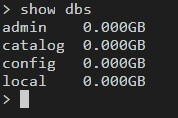 > show dbs
admin    0.000GB
catalog  0.000GB
config   0.000GB
local    0.000GB
>